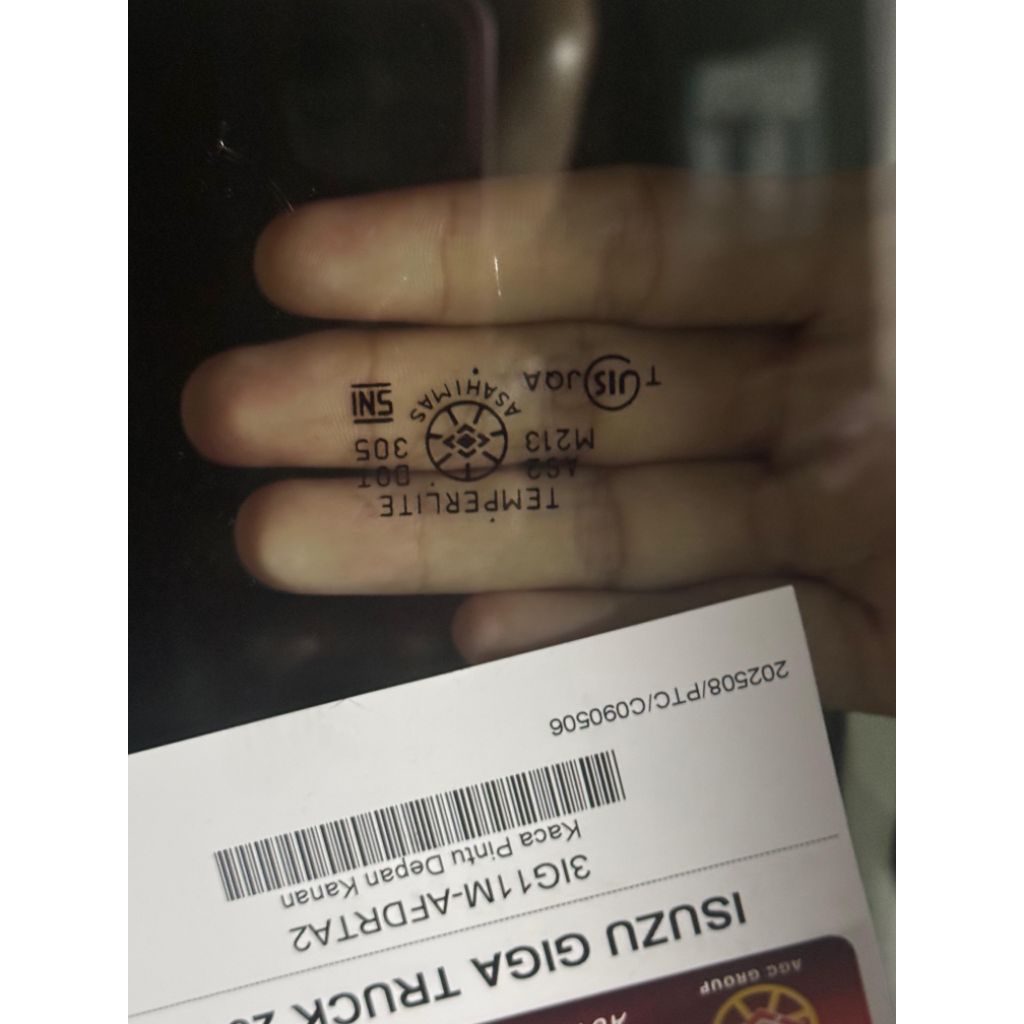 AGC GROUP
ISUZU GIGA TRUCK
3IG11M-AFDRTA2
Kaca Pintu Depan Kanan
202508/PTC/C090506
TEMPERLITE
AS2 DOT
M213 305
ASAHIMAS
T JIS JQA SNI